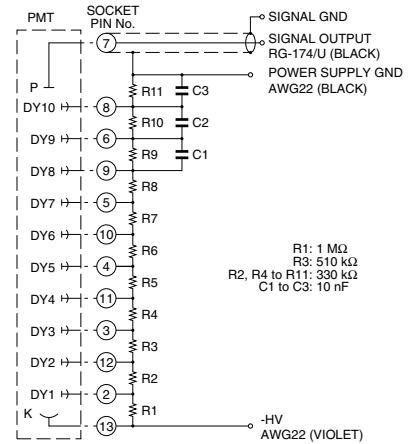 PMT
SOCKET
PIN No.
SIGNAL GND
7
SIGNAL OUTPUT
RG-174/U (BLACK)
POWER SUPPLY GND
AWG22 (BLACK)
P
R11
C3
DY10
8
R10
C2
DY9
6
R9
C1
DY8
9
R8
DY7
5
R7
DY6
10
R6
DY5
4
R5
DY4
11
R4
DY3
3
R3
DY2
12
R2
DY1
2
R1
K
13
R1: 1 MΩ
R3: 510 kΩ
R2, R4 to R11: 330 kΩ
C1 to C3: 10 nF
-HV
AWG22 (VIOLET)